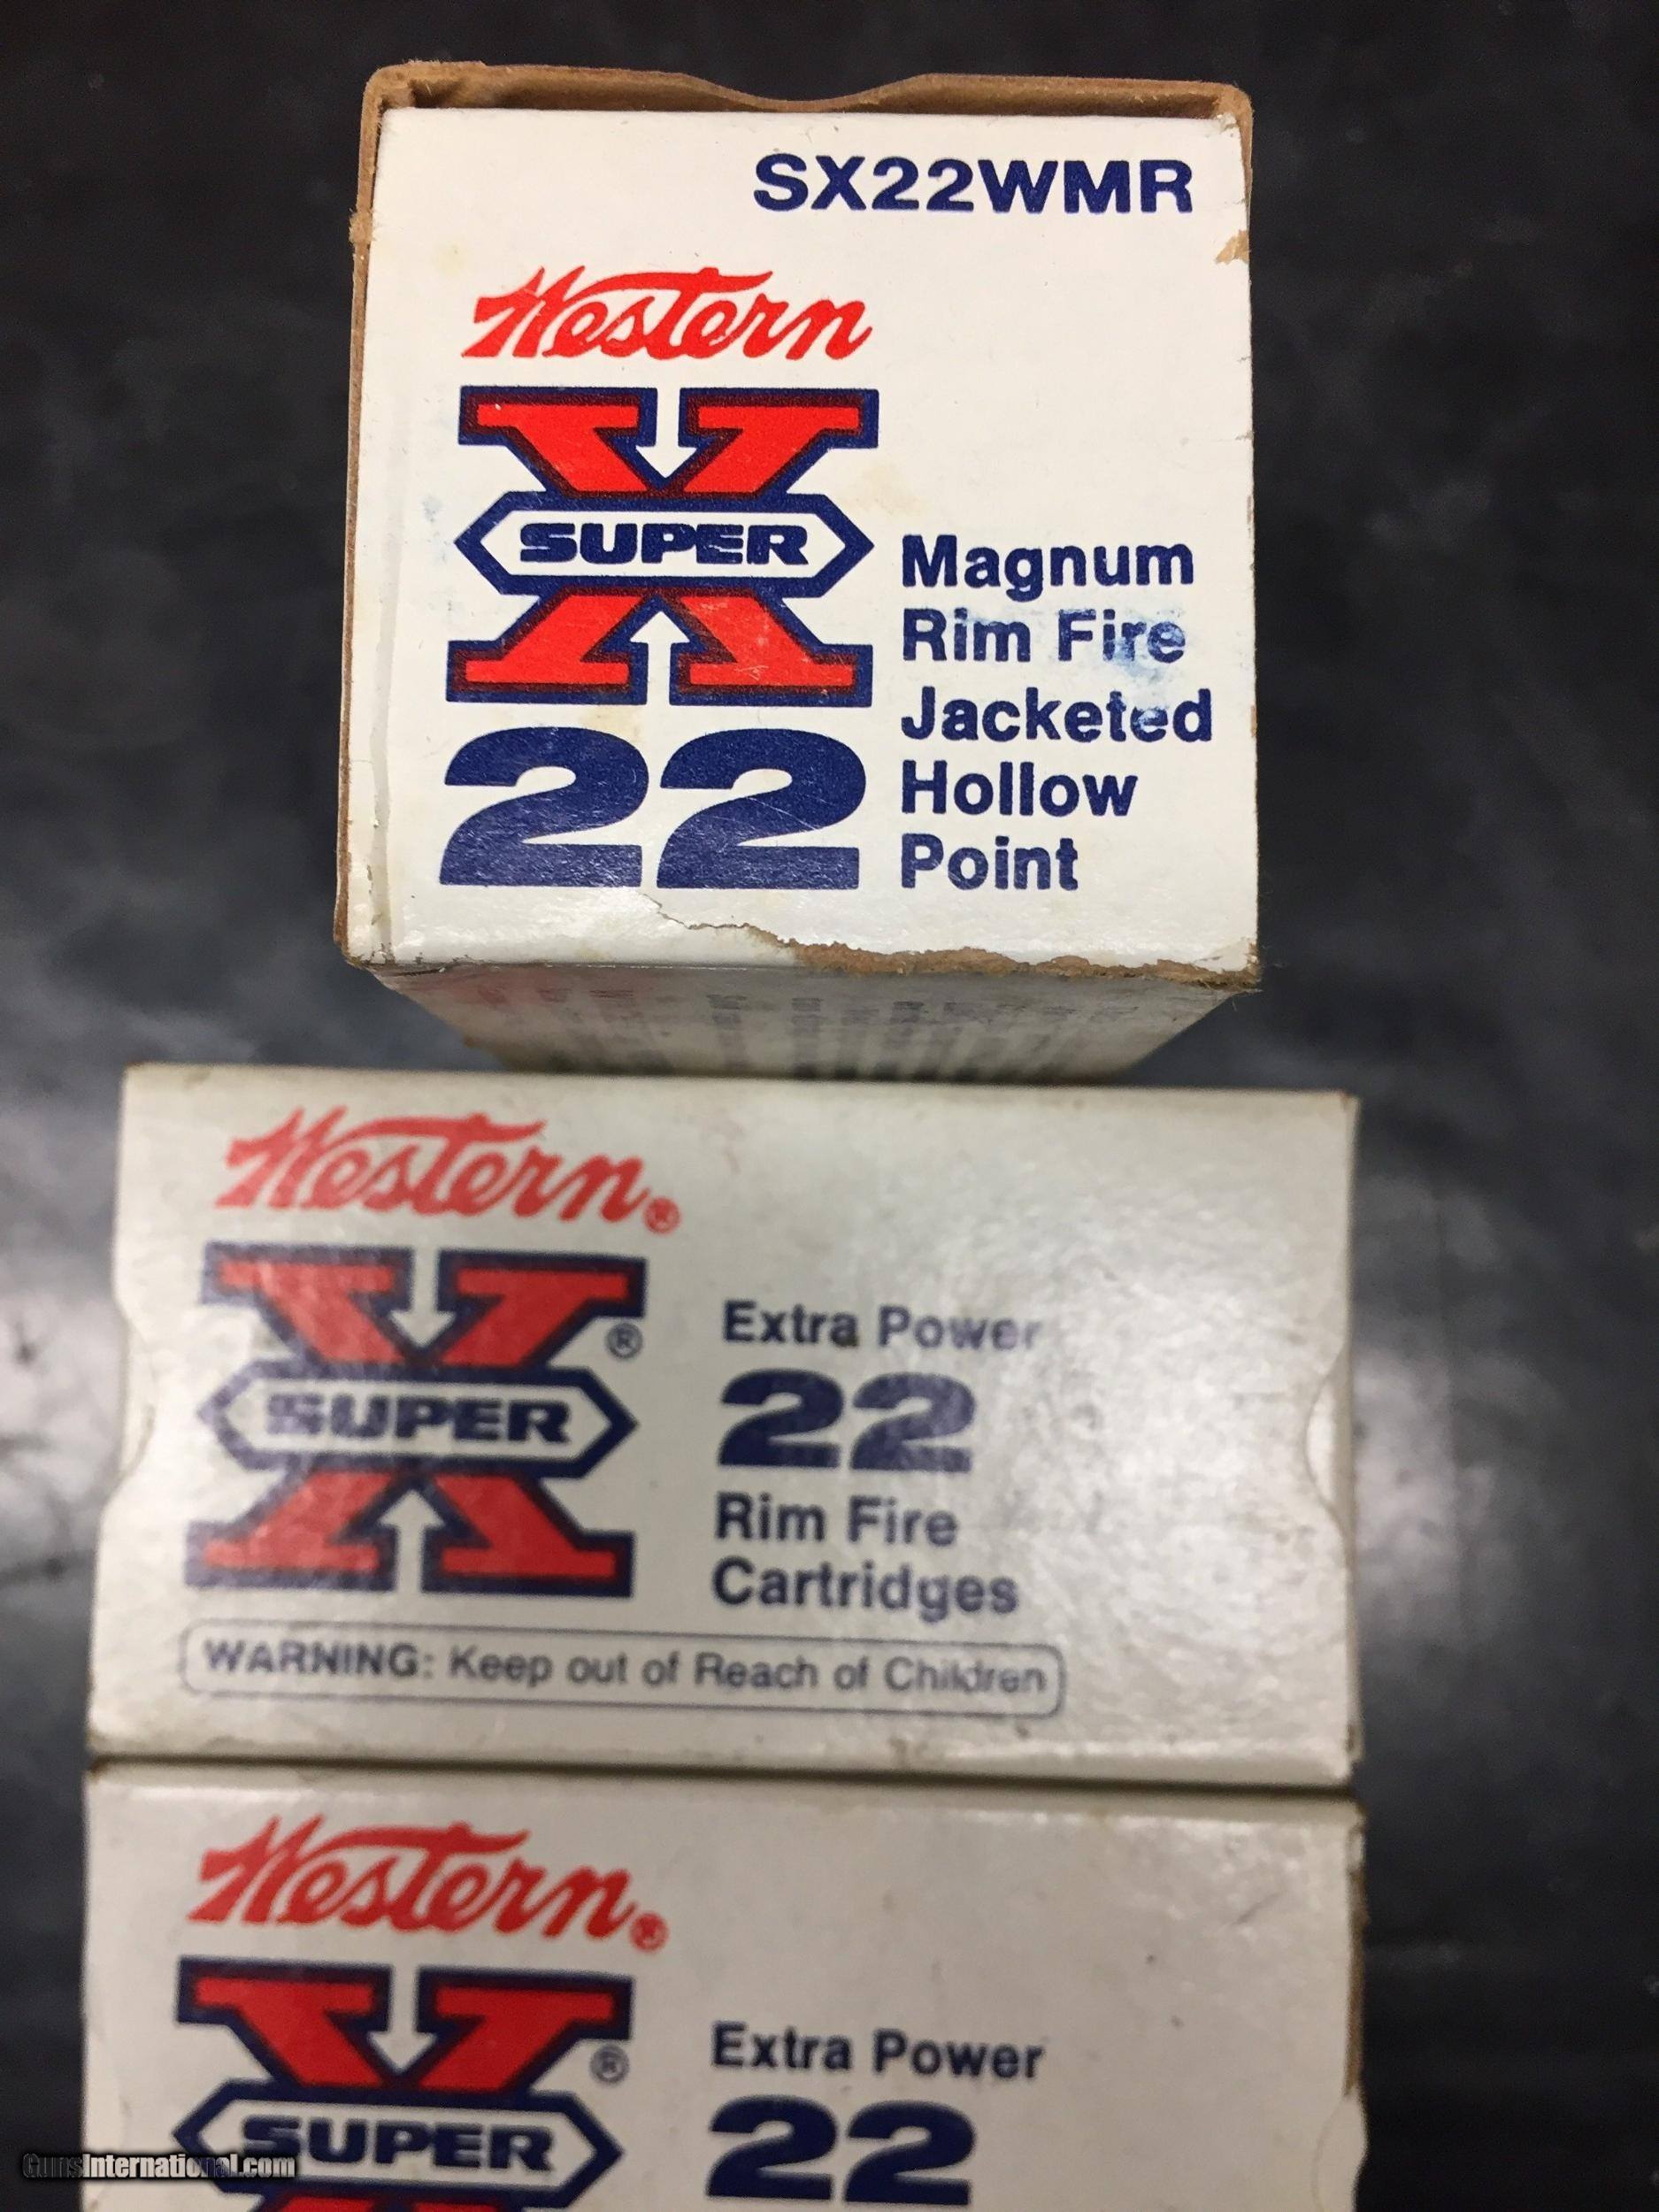 SX22WMR
Western
X
SUPER
22
Magnum
Rim Fire
Jacketed
Hollow
Point
Western®
X®
SUPER
Extra Power
22
Rim Fire
Cartridges
WARNING: Keep out of Reach of Children
Western®
X®
SUPER
Extra Power
22
GunsInternational.com